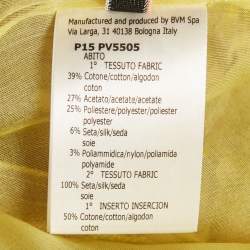 Manufactured and produced by BVM Spa
Via Larga, 31 40138 Bologna Italy
P15 PV5505
ABITO
1° TESSUTO FABRIC
39% Cotone/cotton/algodon
coton
27% Acetato/acetate/acetate
25% Poliestere/poliester/poliester
polyester
6% Seta/silk/seda
soie
3% Poliammidica/nylon/poliamida
polyamide
2° TESSUTO FABRIC
100% Seta/silk/seda
soie
1° INSERTO INSERCION
50% Cotone/cotton/algodon
coton